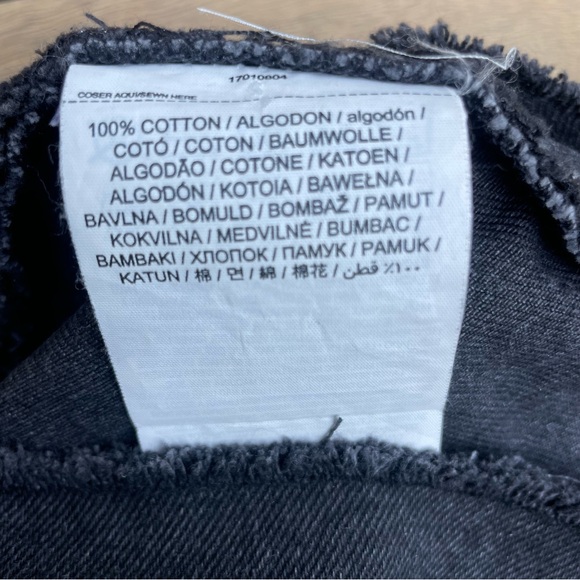 17010604
COSER AQUI/SEWN HERE
100% COTTON / ALGODON / algodón /
COTÓ / COTON / BAUMWOLLE /
ALGODÃO / COTONE / KATOEN /
ALGODÓN / KOTOIA / BAWEŁNA /
BAVLNA / BOMULD / BOMBAŽ / PAMUT /
KOKVILNA / MEDVILNĖ / BUMBAC /
BAMBAKI / ХЛОПОК / ПАМУК / PAMUK /
KATUN / 棉 / 면 / 綿 / 棉花 / ٪١٠٠ قطن